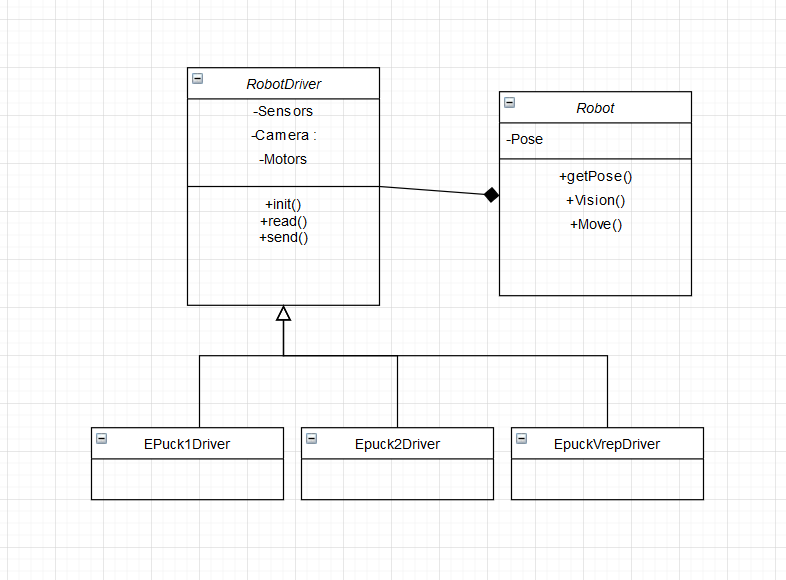 RobotDriver
-Sensors
-Camera :
-Motors
+init()
+read()
+send()
Robot
-Pose
+getPose()
+Vision()
+Move()
EPuck1Driver
Epuck2Driver
EpuckVrepDriver